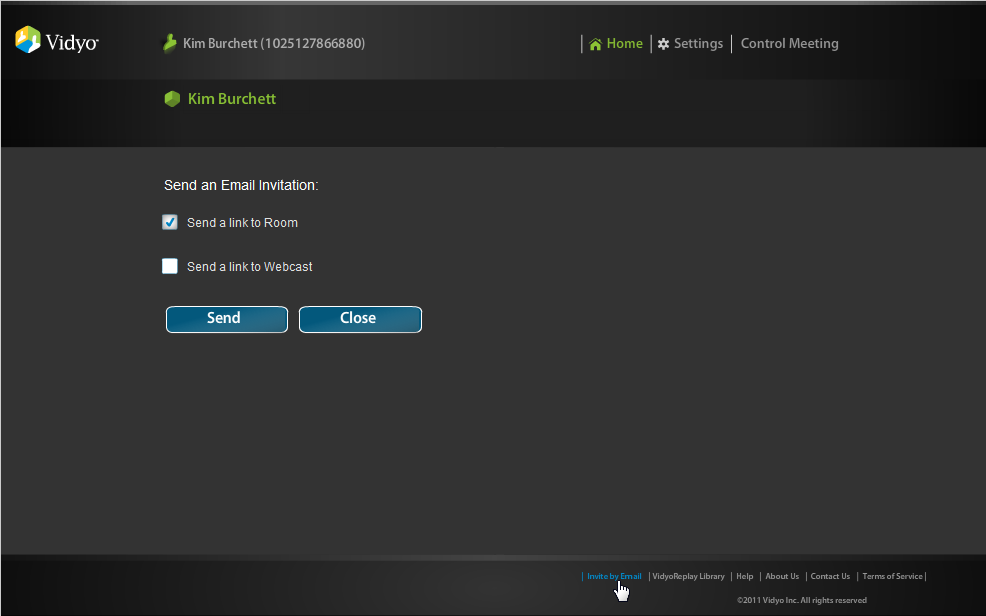 Vidyo
Kim Burchett (1025127866880)
| Home | Settings | Control Meeting
Kim Burchett
Send an Email Invitation:
Send a link to Room
Send a link to Webcast
Send Close
| Invite by Email | VidyoReplay Library | Help | About Us | Contact Us | Terms of Service |
©2011 Vidyo Inc. All rights reserved